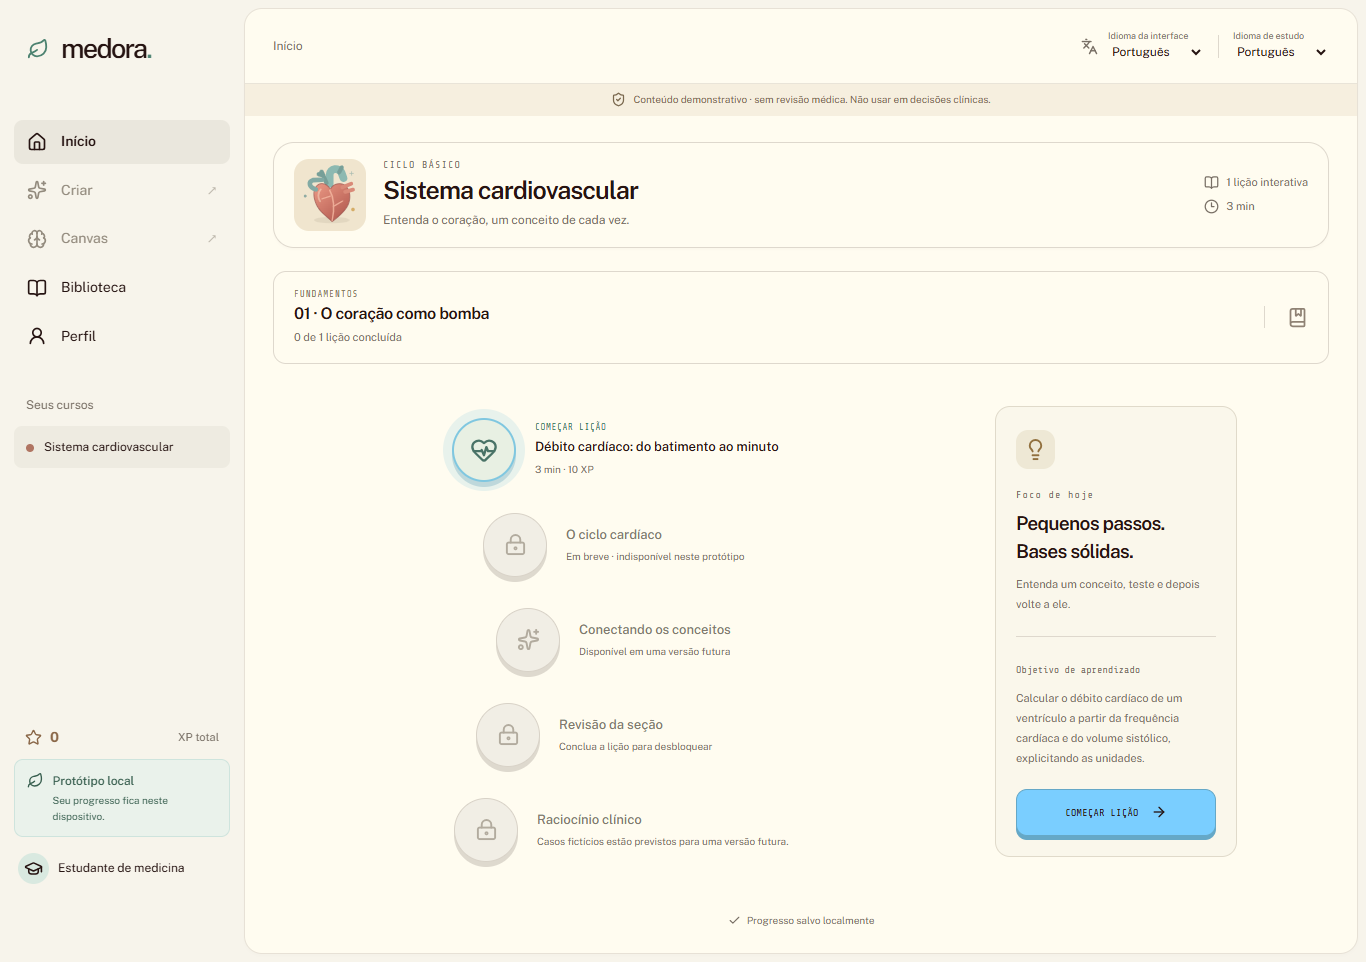 medora.
Início
Criar
Canvas
Biblioteca
Perfil
Seus cursos
Sistema cardiovascular
0
XP total
Protótipo local
Seu progresso fica neste
dispositivo.
Estudante de medicina
Início
Idioma da interface
Português
Idioma de estudo
Português
Conteúdo demonstrativo · sem revisão médica. Não usar em decisões clínicas.
CICLO BÁSICO
Sistema cardiovascular
Entenda o coração, um conceito de cada vez.
1 lição interativa
3 min
FUNDAMENTOS
01 · O coração como bomba
0 de 1 lição concluída
COMEÇAR LIÇÃO
Débito cardíaco: do batimento ao minuto
3 min · 10 XP
O ciclo cardíaco
Em breve · indisponível neste protótipo
Conectando os conceitos
Disponível em uma versão futura
Revisão da seção
Conclua a lição para desbloquear
Raciocínio clínico
Casos fictícios estão previstos para uma versão futura.
Foco de hoje
Pequenos passos.
Bases sólidas.
Entenda um conceito, teste e depois
volte a ele.
Objetivo de aprendizado
Calcular o débito cardíaco de um
ventrículo a partir da frequência
cardíaca e do volume sistólico,
explicitando as unidades.
COMEÇAR LIÇÃO
Progresso salvo localmente